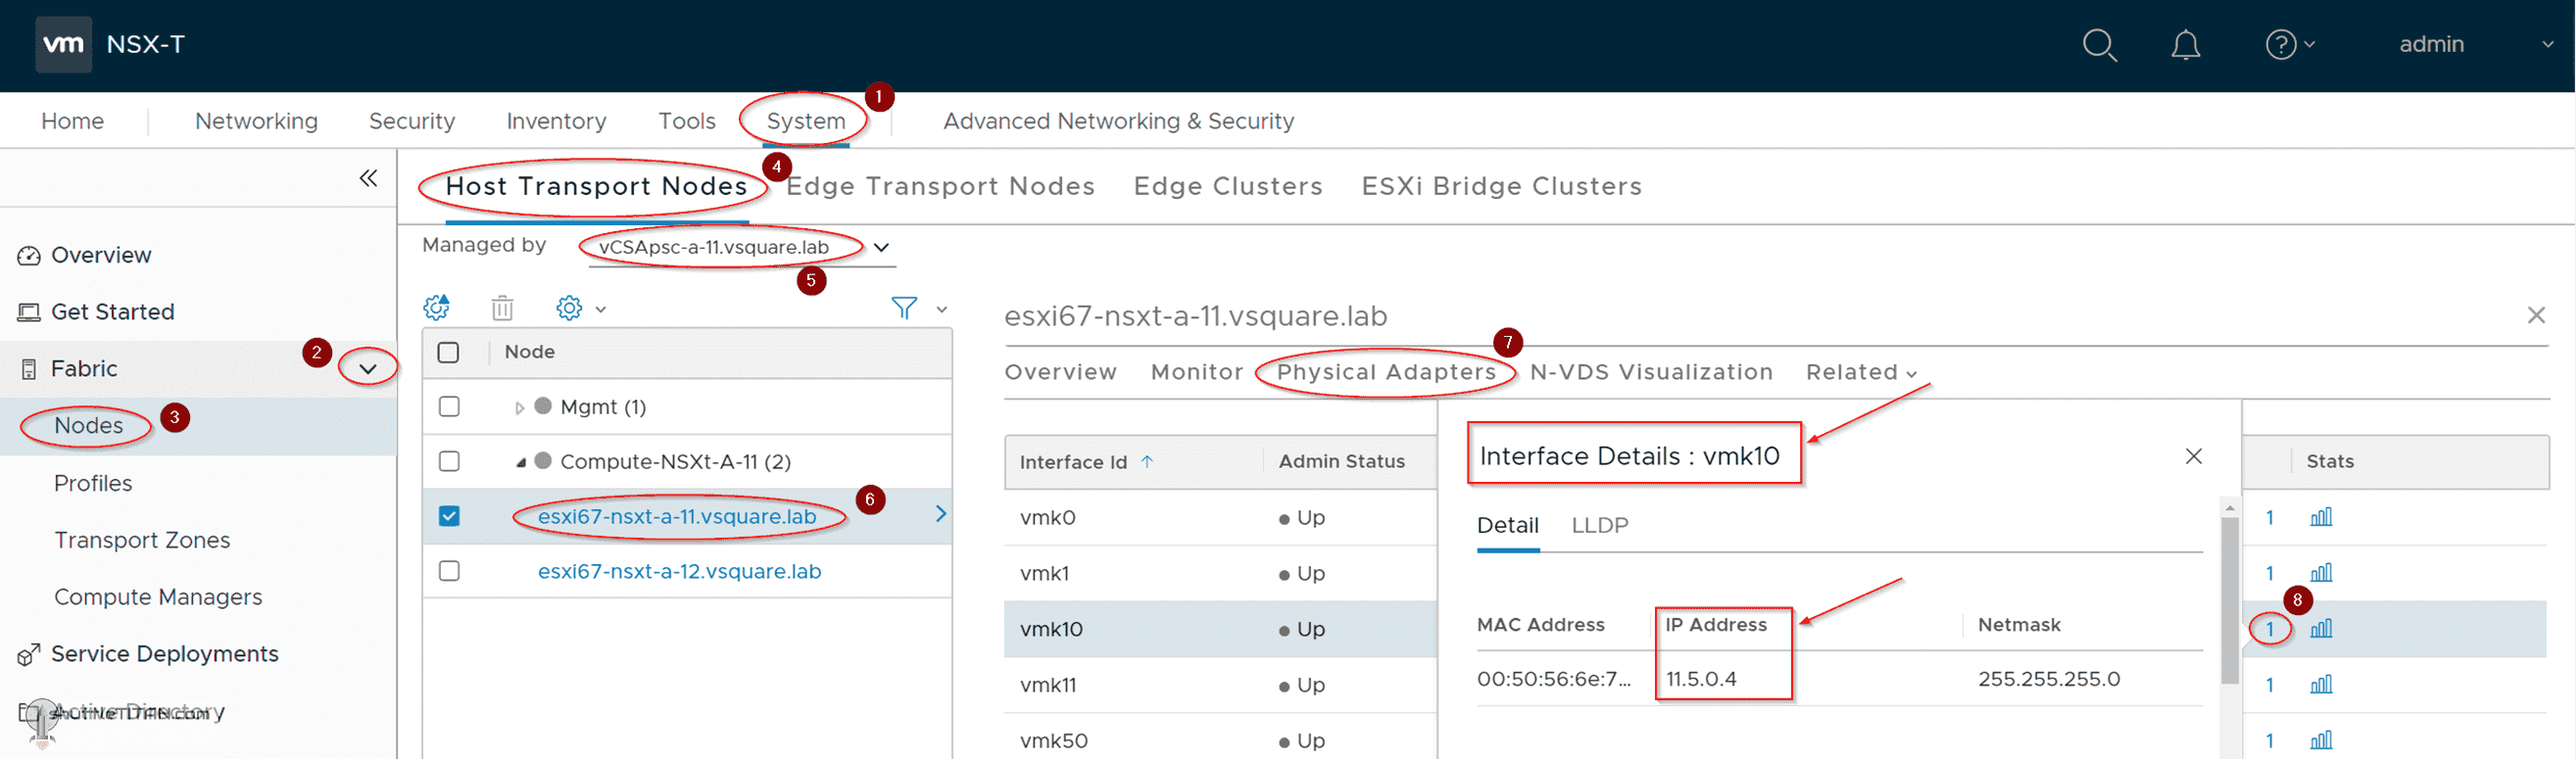 vm NSX-T admin
Home Networking Security Inventory Tools System 1 Advanced Networking & Security
Host Transport Nodes 4 Edge Transport Nodes Edge Clusters ESXi Bridge Clusters
Managed by vCSApsc-a-11.vsquare.lab
5
Overview
Get Started
2 Fabric
Nodes 3
Profiles
Transport Zones
Compute Managers
Service Deployments
Active Directory
Node
Mgmt (1)
Compute-NSXt-A-11 (2)
esxi67-nsxt-a-11.vsquare.lab 6
esxi67-nsxt-a-12.vsquare.lab
esxi67-nsxt-a-11.vsquare.lab
7
Overview Monitor Physical Adapters N-VDS Visualization Related
Interface Id Admin Status Stats
vmk0 Up 1
vmk1 Up 1
vmk10 Up 1 8
vmk11 Up 1
vmk50 Up 1
Interface Details : vmk10
Detail LLDP
MAC Address IP Address Netmask
00:50:56:6e:7... 11.5.0.4 255.255.255.0